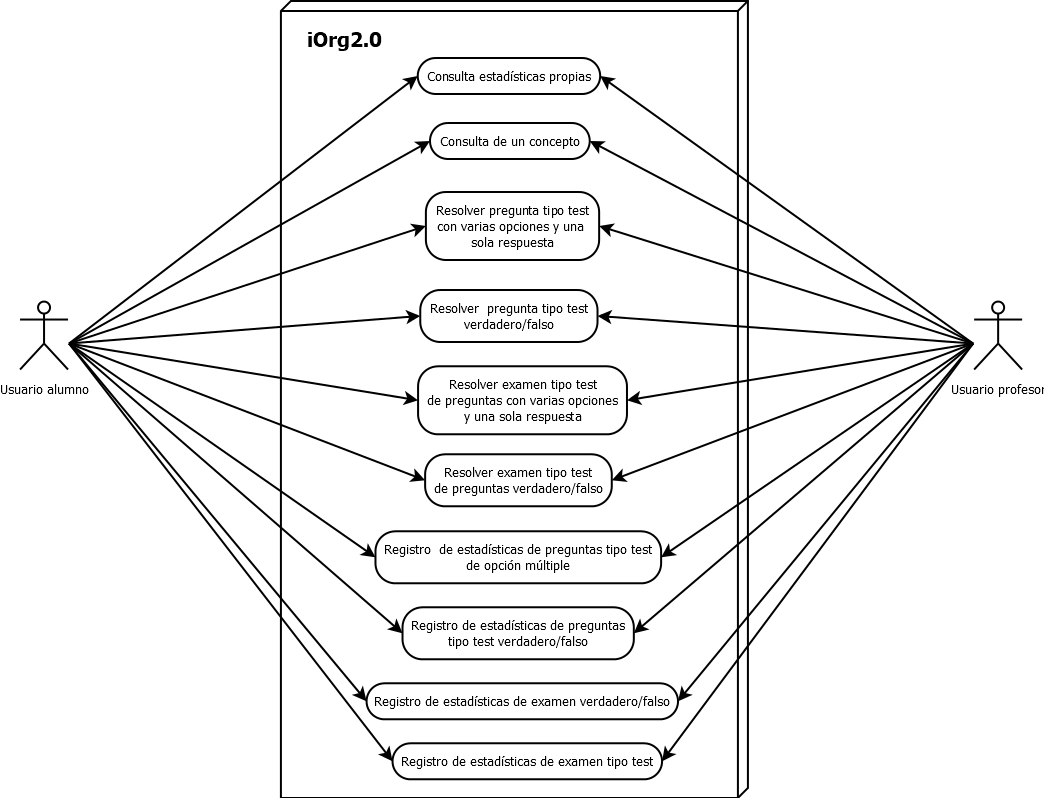 iOrg2.0
Consulta estadísticas propias
Consulta de un concepto
Resolver pregunta tipo test
con varias opciones y una
sola respuesta
Resolver pregunta tipo test
verdadero/falso
Usuario alumno
Usuario profesor
Resolver examen tipo test
de preguntas con varias opciones
y una sola respuesta
Resolver examen tipo test
de preguntas verdadero/falso
Registro de estadísticas de preguntas tipo test
de opción múltiple
Registro de estadísticas de preguntas
tipo test verdadero/falso
Registro de estadísticas de examen verdadero/falso
Registro de estadísticas de examen tipo test